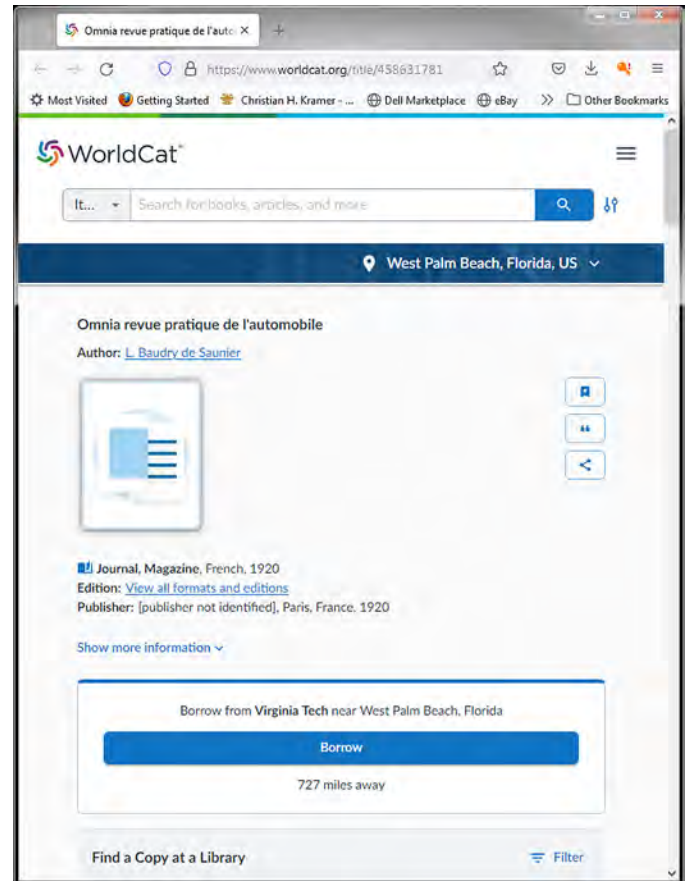 Omnia revue pratique de l'auto
https://www.worldcat.org/title/458631781
Most Visited Getting Started Christian H. Kramer - ... Dell Marketplace eBay Other Bookmarks
WorldCat
It... Search for books, articles, and more
West Palm Beach, Florida, US
Omnia revue pratique de l'automobile
Author: L. Baudry de Saunier
Journal, Magazine, French, 1920
Edition: View all formats and editions
Publisher: [publisher not identified], Paris, France, 1920
Show more information
Borrow from Virginia Tech near West Palm Beach, Florida
Borrow
727 miles away
Find a Copy at a Library Filter